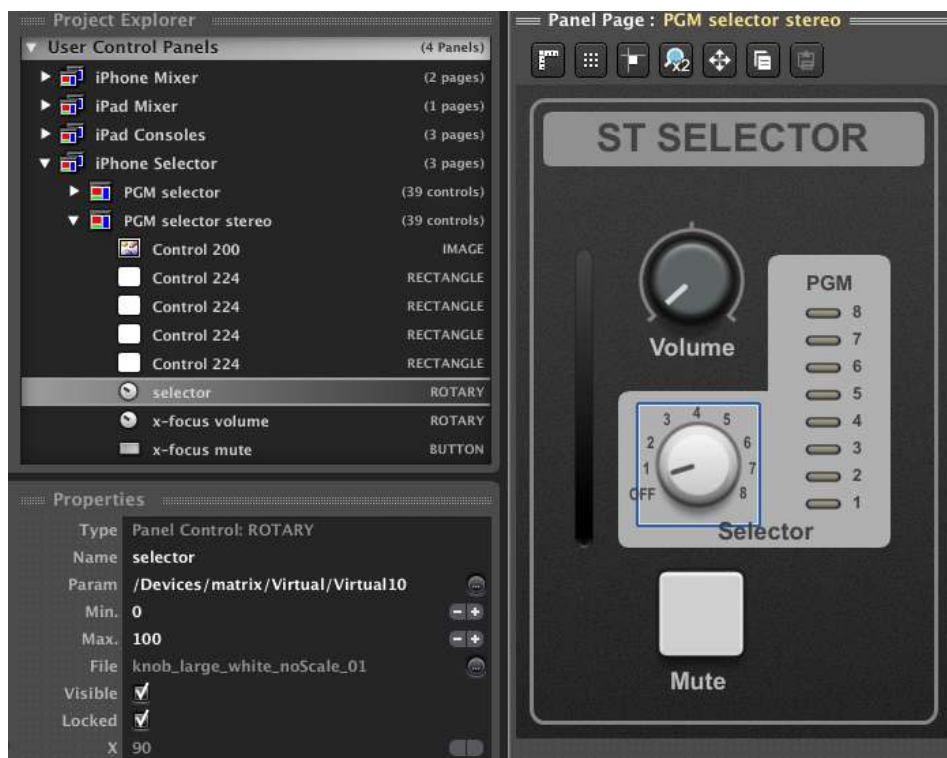 Project Explorer
User Control Panels (4 Panels)
iPhone Mixer (2 pages)
iPad Mixer (1 pages)
iPad Consoles (3 pages)
iPhone Selector (3 pages)
PGM selector (39 controls)
PGM selector stereo (39 controls)
Control 200 IMAGE
Control 224 RECTANGLE
Control 224 RECTANGLE
Control 224 RECTANGLE
Control 224 RECTANGLE
selector ROTARY
x-focus volume ROTARY
x-focus mute BUTTON
Properties
Type Panel Control: ROTARY
Name selector
Param /Devices/matrix/Virtual/Virtual10
Min. 0
Max. 100
File knob_large_white_noScale_01
Visible
Locked
X 90
Panel Page : PGM selector stereo
x2
ST SELECTOR
Volume
PGM
8
7
6
5
4
3
2
1
OFF 1 2 3 4 5 6 7 8
Selector
Mute